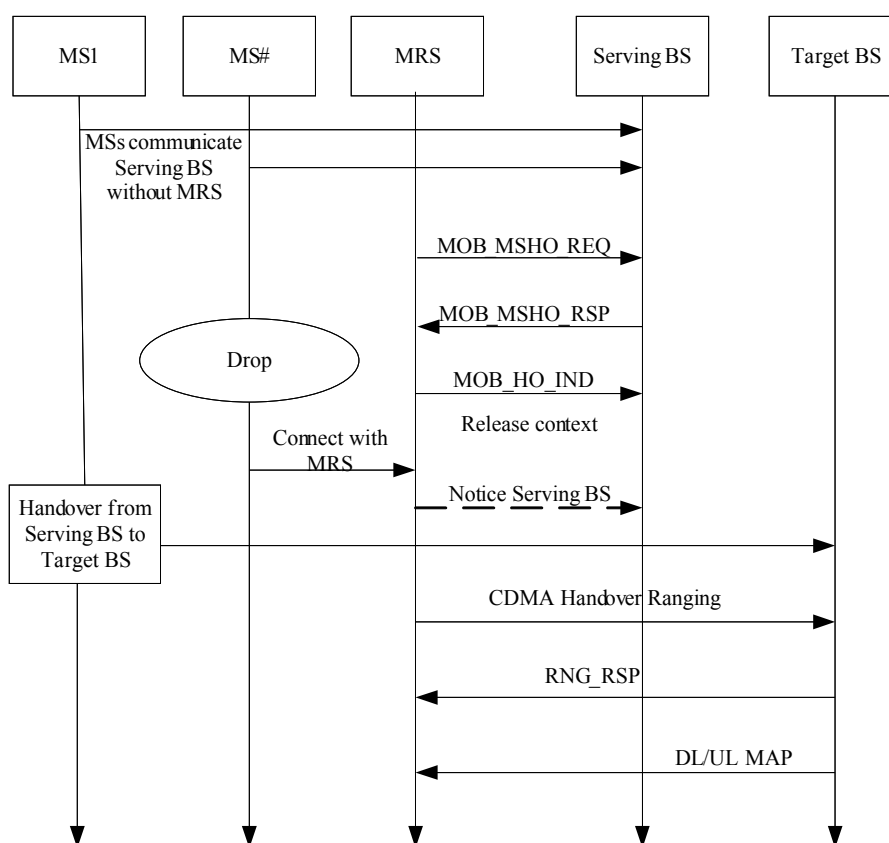 MS1
MS#
MRS
Serving BS
Target BS
MSs communicate
Serving BS
without MRS
MOB_MSHO_REQ
MOB_MSHO_RSP
Drop
MOB_HO_IND
Release context
Connect with
MRS
Notice Serving BS
Handover from
Serving BS to
Target BS
CDMA Handover Ranging
RNG_RSP
DL/UL MAP